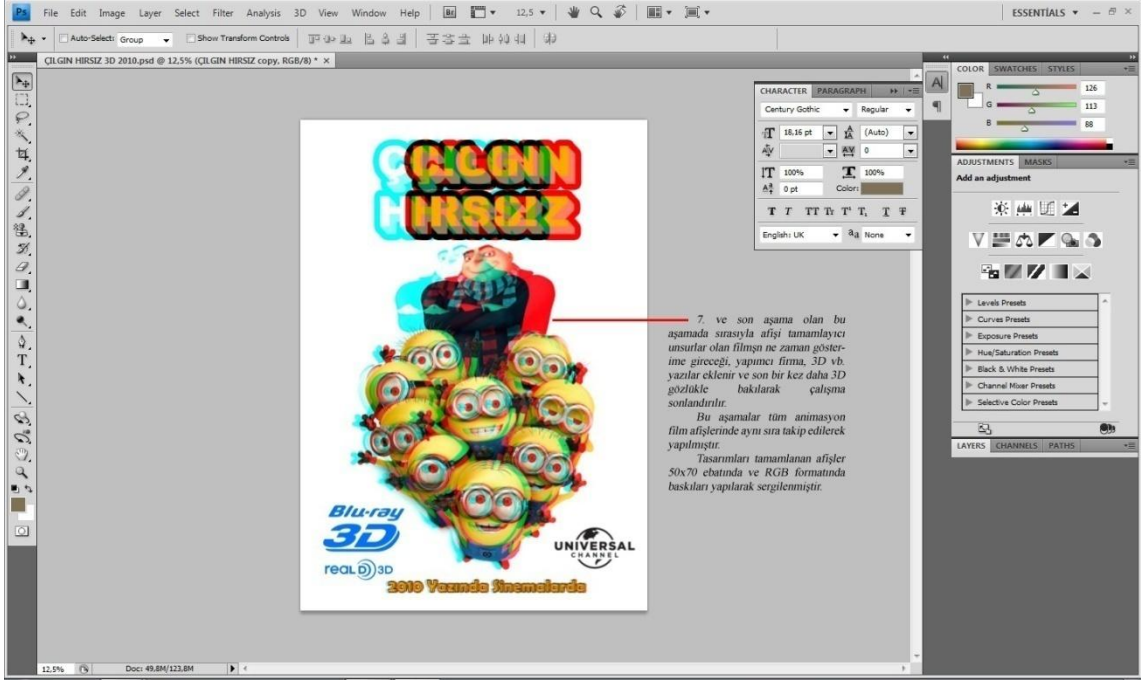 Ps File Edit Image Layer Select Filter Analysis 3D View Window Help Br 12,5 ESSENTIALS
Auto-Select: Group Show Transform Controls
ÇILGIN HIRSIZ 3D 2010.psd @ 12,5% (ÇILGIN HIRSIZ copy, RGB/8) * ×
ÇILGIN
HIRSIZ
7. ve son aşama olan bu
aşamada sırasıyla afişi tamamlayıcı
unsurlar olan filmşn ne zaman göster-
ime gireceği, yapımcı firma, 3D vb.
yazılar eklenir ve son bir kez daha 3D
gözlükle bakılarak çalışma
sonlandırılır.
Bu aşamalar tüm animasyon
film afişlerinde aynı sıra takip edilerek
yapılmıştır.
Tasarımları tamamlanan afişler
50x70 ebatında ve RGB formatında
baskıları yapılarak sergilenmiştir.
Blu-ray
3D
real D 3D
UNIVERSAL
CHANNEL
2010 Yazında Sinemalarda
CHARACTER PARAGRAPH
Century Gothic Regular
18,16 pt (Auto)
0
100% 100%
0 pt Color:
T T TT Tr T¹ T, T T
English: UK aa None
COLOR SWATCHES STYLES
R 126
G 113
B 88
ADJUSTMENTS MASKS
Add an adjustment
Levels Presets
Curves Presets
Exposure Presets
Hue/Saturation Presets
Black & White Presets
Channel Mixer Presets
Selective Color Presets
LAYERS CHANNELS PATHS
12,5% Doc: 49,8M/123,8M